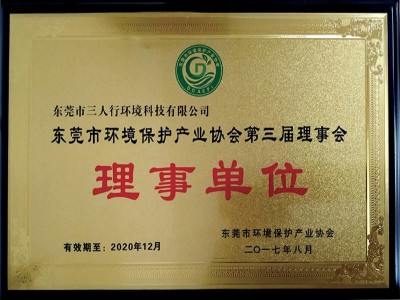 东莞市三人行环境科技有限公司
东莞市环境保护产业协会第三届理事会
理事单位
东莞市环境保护产业协会
有效期至：2020年12月
二〇一七年八月